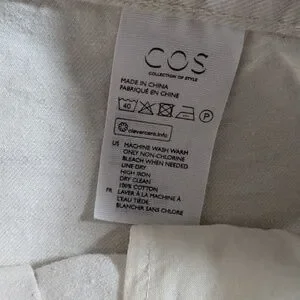 COS
COLLECTION OF STYLE
MADE IN CHINA
FABRIQUÉ EN CHINE
40 P
clevercare.info
US MACHINE WASH WARM
ONLY NON-CHLORINE
BLEACH WHEN NEEDED
LINE DRY
HIGH IRON
DRY CLEAN
100% COTTON
FR LAVER À LA MACHINE À
L'EAU TIÈDE
BLANCHIR SANS CHLORE